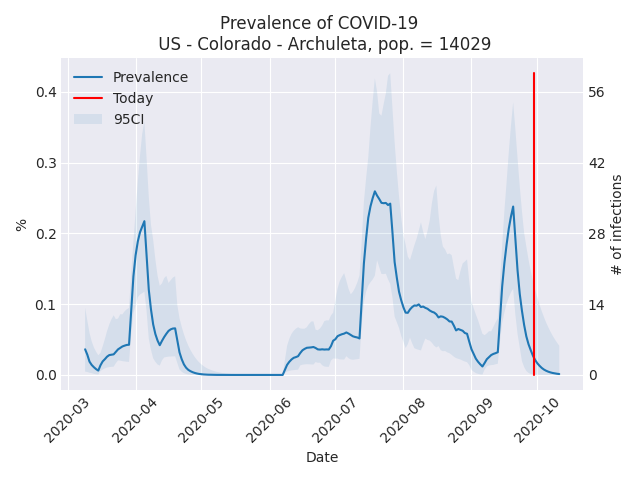 Prevalence of COVID-19
US - Colorado - Archuleta, pop. = 14029
Prevalence
Today
95CI
0.4
0.3
0.2
0.1
0.0
%
56
42
28
14
0
# of infections
2020-03
2020-04
2020-05
2020-06
2020-07
2020-08
2020-09
2020-10
Date